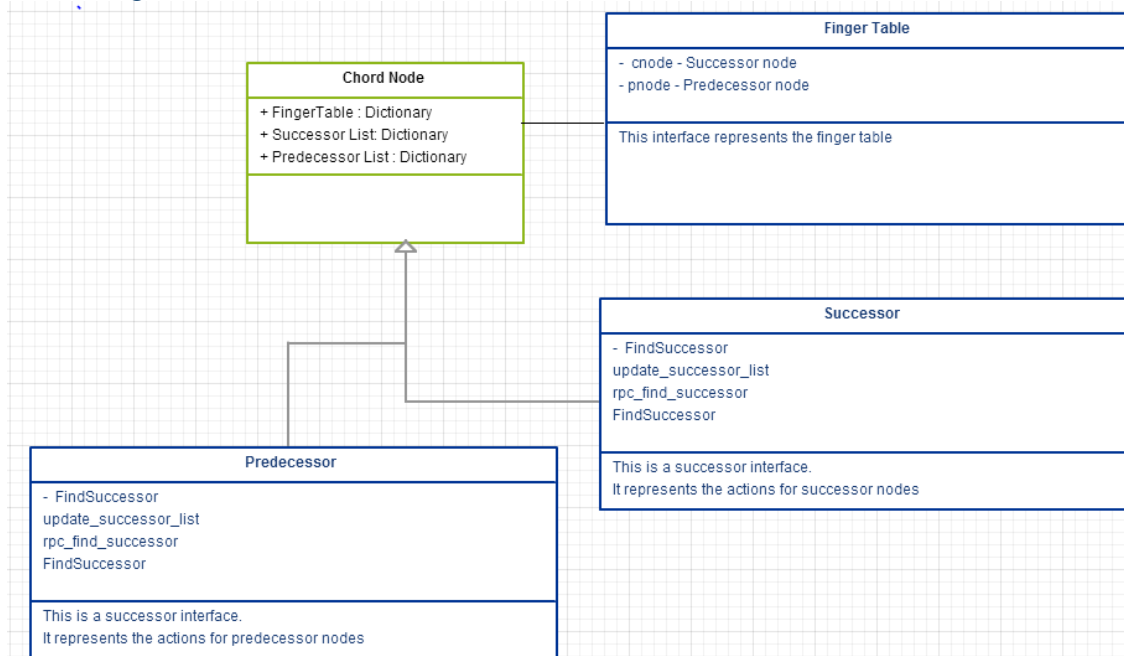 Finger Table
- cnode - Successor node
- pnode - Predecessor node
This interface represents the finger table
Chord Node
+ FingerTable : Dictionary
+ Successor List: Dictionary
+ Predecessor List : Dictionary
Successor
- FindSuccessor
update_successor_list
rpc_find_successor
FindSuccessor
This is a successor interface.
It represents the actions for successor nodes
Predecessor
- FindSuccessor
update_successor_list
rpc_find_successor
FindSuccessor
This is a successor interface.
It represents the actions for predecessor nodes